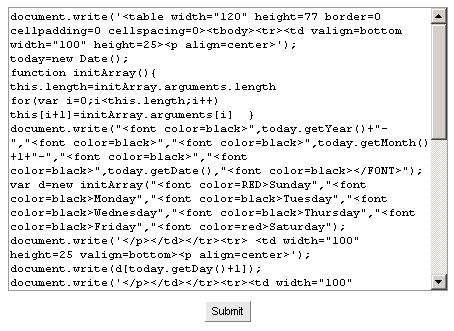 document.write('<table width="120" height=77 border=0
cellpadding=0 cellspacing=0><tbody><tr><td valign=bottom
width="100" height=25><p align=center>');
today=new Date();
function initArray(){
this.length=initArray.arguments.length
for(var i=0;i<this.length;i++)
this[i+1]=initArray.arguments[i]  }
document.write("<font color=black>",today.getYear()+"-
","<font color=black>","<font color=black>",today.getMonth()
+1+"-","<font color=black>","<font
color=black>",today.getDate(),"<font color=black></FONT>");
var d=new initArray("<font color=RED>Sunday","<font
color=black>Monday","<font color=black>Tuesday","<font
color=black>Wednesday","<font color=black>Thursday","<font
color=black>Friday","<font color=red>Saturday");
document.write('</p></td></tr><tr> <td width="100"
height=25 valign=bottom><p align=center>');
document.write(d[today.getDay()+1]);
document.write('</p></td></tr><tr><td width="100"
Submit